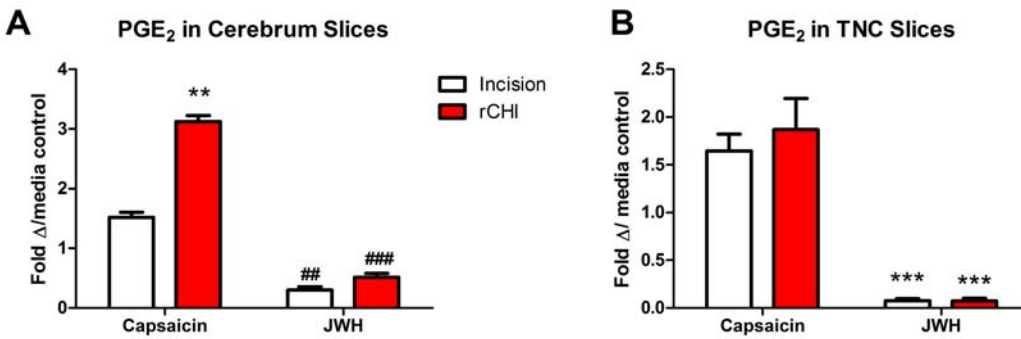 A
PGE₂ in Cerebrum Slices
Fold Δ/media control
4
3
2
1
0
**
##
###
Capsaicin
JWH
Incision
rCHI
B
PGE₂ in TNC Slices
Fold Δ/ media control
2.5
2.0
1.5
1.0
0.5
0.0
***
***
Capsaicin
JWH